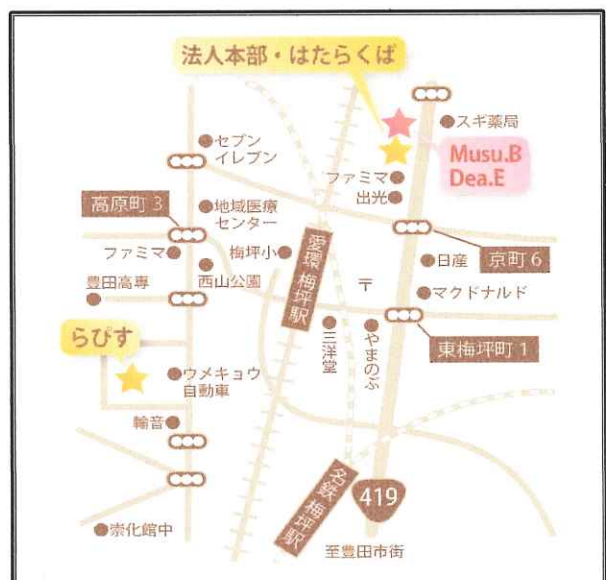 法人本部・はたらくば
スギ薬局
セブン
イレブン
Musu.B
Dea.E
ファミマ
出光
高原町 3
地域医療
センター
愛環 梅坪駅
ファミマ
梅坪小
日産
京町 6
豊田高専
西山公園
〒
マクドナルド
らぴす
三洋堂
やまのぶ
東梅坪町 1
ウメキョウ
自動車
輪音
名鉄 梅坪駅
419
崇化館中
至豊田市街